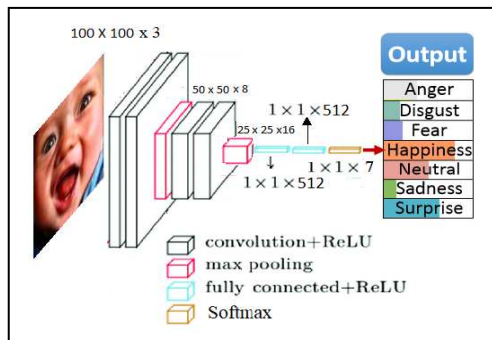 100 X 100 x 3
50 x 50 x 8
25 x 25 x16
1 × 1 ×512
1 × 1 ×512
1 × 1 × 7
Output
Anger
Disgust
Fear
Happiness
Neutral
Sadness
Surprise
convolution+ReLU
max pooling
fully connected+ReLU
Softmax